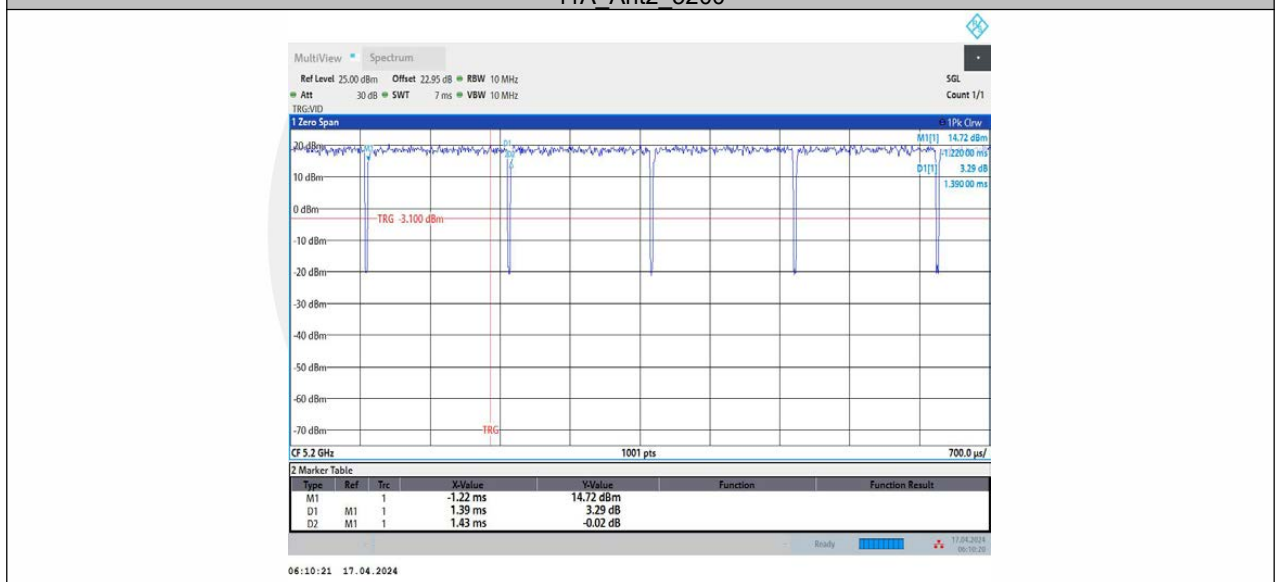 MultiView Spectrum
Ref Level 25.00 dBm Offset 22.95 dB RBW 10 MHz SGL
Att 30 dB SWT 7 ms VBW 10 MHz Count 1/1
TRG:VID
1 Zero Span 1Pk Clrw
M1[1] 14.72 dBm
-1.220 00 ms
D1[1] 3.29 dB
1.390 00 ms
20 dBm
M1
D1
10 dBm
0 dBm
TRG -3.100 dBm
-10 dBm
-20 dBm
-30 dBm
-40 dBm
-50 dBm
-60 dBm
-70 dBm
TRG
CF 5.2 GHz 1001 pts 700.0 µs/
2 Marker Table
Type Ref Trc X-Value Y-Value Function Function Result
M1 1 -1.22 ms 14.72 dBm
D1 M1 1 1.39 ms 3.29 dB
D2 M1 1 1.43 ms -0.02 dB
Ready 17.04.2024
06:10:20
06:10:21 17.04.2024